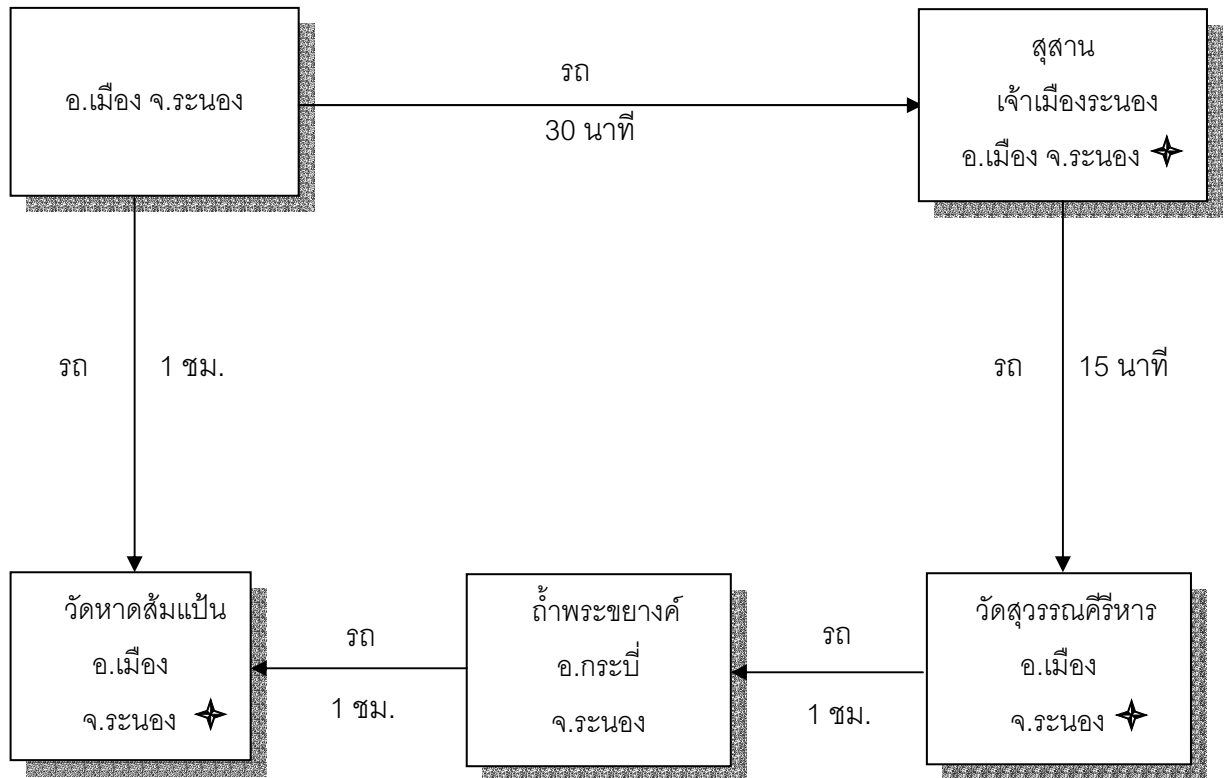 อ.เมือง จ.ระนอง
รถ
30 นาที
สุสาน
เจ้าเมืองระนอง
อ.เมือง จ.ระนอง
รถ 1 ชม.
รถ 15 นาที
วัดหาดส้มแป้น
อ.เมือง
จ.ระนอง
รถ
1 ชม.
ถ้ำพระขยางค์
อ.กระบี่
จ.ระนอง
รถ
1 ชม.
วัดสุวรรณคีรีหาร
อ.เมือง
จ.ระนอง